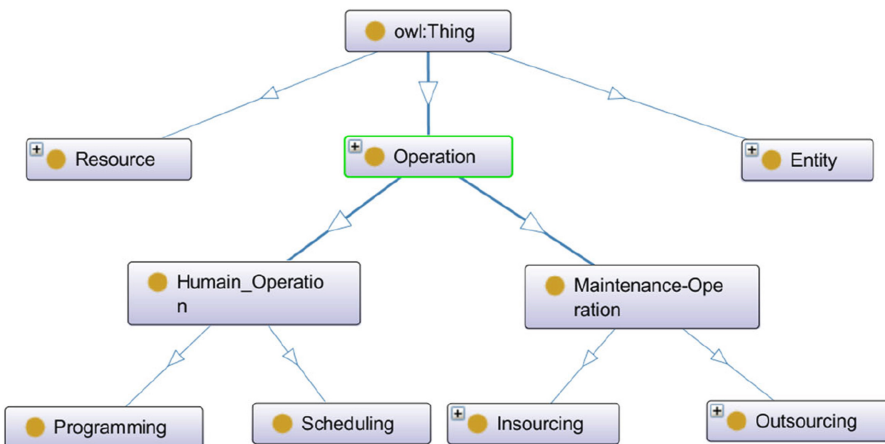 owl:Thing
Resource
Operation
Entity
Humain_Operatio
n
Maintenance-Ope
ration
Programming
Scheduling
Insourcing
Outsourcing